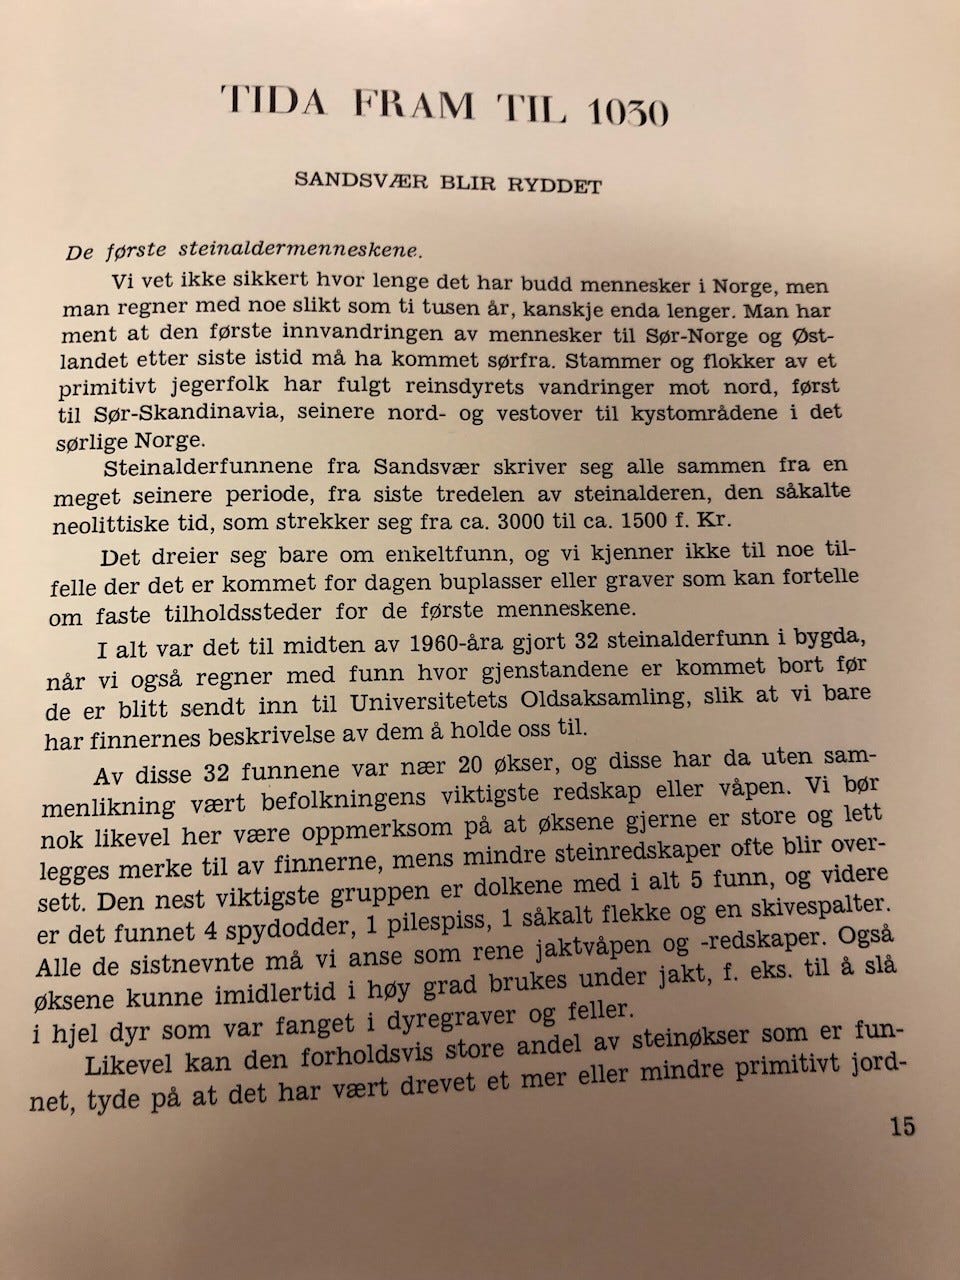 TIDA FRAM TIL 1030
SANDSVÆR BLIR RYDDET
De første steinaldermenneskene.
Vi vet ikke sikkert hvor lenge det har budd mennesker i Norge, men
man regner med noe slikt som ti tusen år, kanskje enda lenger. Man har
ment at den første innvandringen av mennesker til Sør-Norge og Øst-
landet etter siste istid må ha kommet sørfra. Stammer og flokker av et
primitivt jegerfolk har fulgt reinsdyrets vandringer mot nord, først
til Sør-Skandinavia, seinere nord- og vestover til kystområdene i det
sørlige Norge.
Steinalderfunnene fra Sandsvær skriver seg alle sammen fra en
meget seinere periode, fra siste tredelen av steinalderen, den såkalte
neolittiske tid, som strekker seg fra ca. 3000 til ca. 1500 f. Kr.
Det dreier seg bare om enkeltfunn, og vi kjenner ikke til noe til-
felle der det er kommet for dagen buplasser eller graver som kan fortelle
om faste tilholdssteder for de første menneskene.
I alt var det til midten av 1960-åra gjort 32 steinalderfunn i bygda,
når vi også regner med funn hvor gjenstandene er kommet bort før
de er blitt sendt inn til Universitetets Oldsaksamling, slik at vi bare
har finnernes beskrivelse av dem å holde oss til.
Av disse 32 funnene var nær 20 økser, og disse har da uten sam-
menlikning vært befolkningens viktigste redskap eller våpen. Vi bør
nok likevel her være oppmerksom på at øksene gjerne er store og lett
legges merke til av finnerne, mens mindre steinredskaper ofte blir over-
sett. Den nest viktigste gruppen er dolkene med i alt 5 funn, og videre
er det funnet 4 spydodder, 1 pilespiss, 1 såkalt flekke og en skivespalter.
Alle de sistnevnte må vi anse som rene jaktvåpen og -redskaper. Også
øksene kunne imidlertid i høy grad brukes under jakt, f. eks. til å slå
i hjel dyr som var fanget i dyregraver og feller.
Likevel kan den forholdsvis store andel av steinøkser som er fun-
net, tyde på at det har vært drevet et mer eller mindre primitivt jord-
15